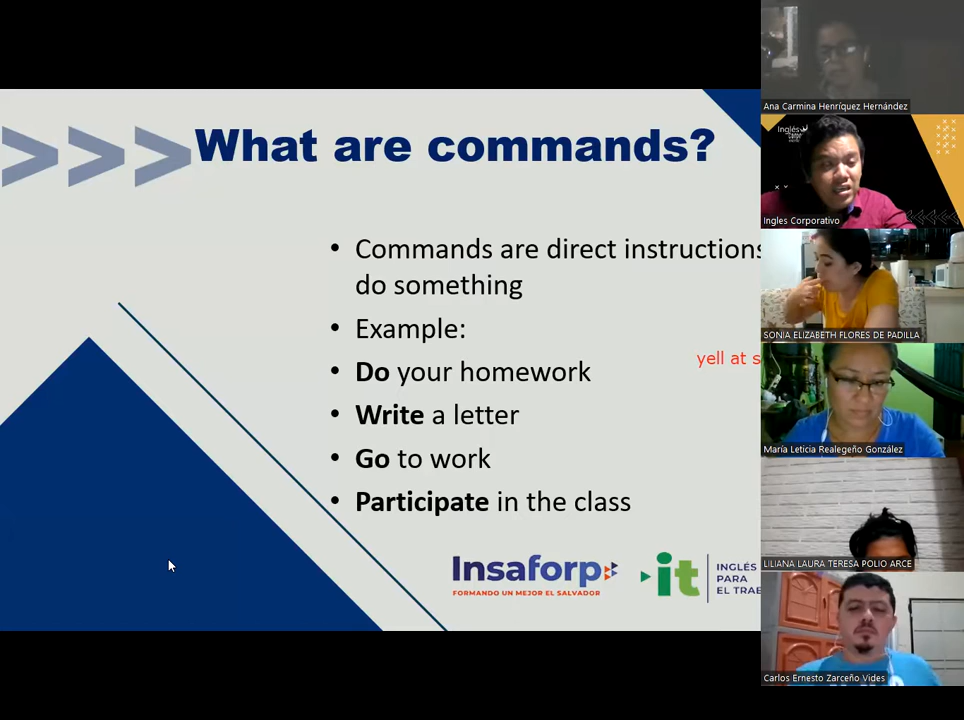 What are commands?
• Commands are direct instructions
do something
• Example:
• Do your homework
yell at s
• Write a letter
• Go to work
• Participate in the class
Insaforp
FORMANDO UN MEJOR EL SALVADOR
it
INGLÉS
PARA
EL TRAB
Ana Carmina Henríquez Hernández
Inglés
Ingles Corporativo
SONIA ELIZABETH FLORES DE PADILLA
María Leticia Realegeño González
LILIANA LAURA TERESA POLIO ARCE
Carlos Ernesto Zarceño Vides